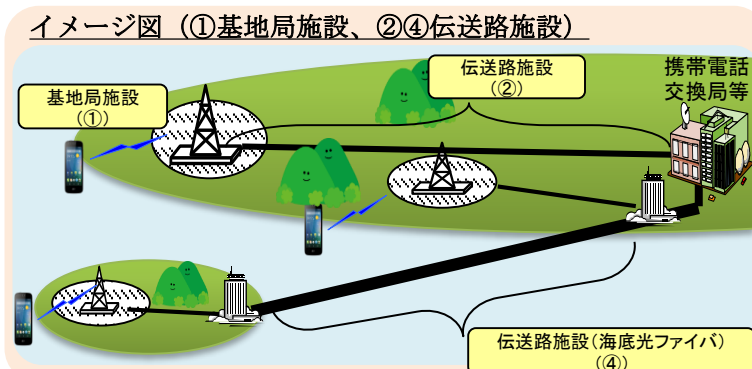 イメージ図（①基地局施設、②④伝送路施設）
伝送路施設
（②）
携帯電話
交換局等
基地局施設
（①）
伝送路施設（海底光ファイバ）
（④）